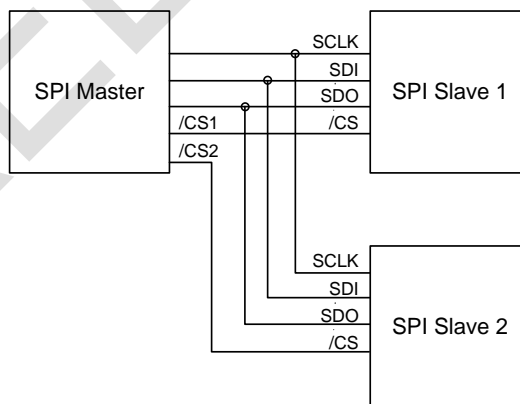 SCLK
SDI
SPI Master
SDO
SPI Slave 1
/CS1
/CS
/CS2
SCLK
SDI
SDO
SPI Slave 2
/CS